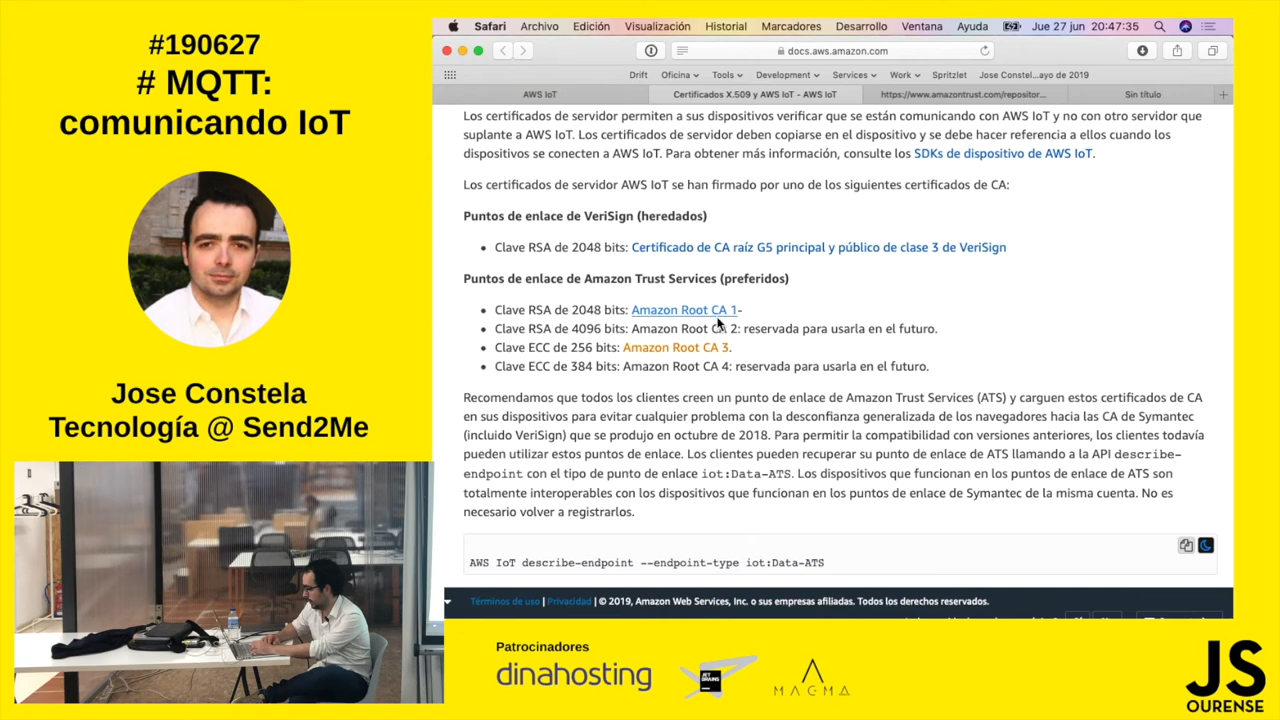 #190627
# MQTT:
comunicando IoT
Jose Constela
Tecnología @ Send2Me
Safari Archivo Edición Visualización Historial Marcadores Desarrollo Ventana Ayuda Jue 27 jun 20:47:35
docs.aws.amazon.com
Drift Oficina Tools Development Services Work Spritzlet Jose Constel...ayo de 2019
AWS IoT Certificados X.509 y AWS IoT - AWS IoT https://www.amazontrust.com/repositor... Sin título
Los certificados de servidor permiten a sus dispositivos verificar que se están comunicando con AWS IoT y no con otro servidor que
suplante a AWS IoT. Los certificados de servidor deben copiarse en el dispositivo y se debe hacer referencia a ellos cuando los
dispositivos se conecten a AWS IoT. Para obtener más información, consulte los SDKs de dispositivo de AWS IoT.
Los certificados de servidor AWS IoT se han firmado por uno de los siguientes certificados de CA:
Puntos de enlace de VeriSign (heredados)
• Clave RSA de 2048 bits: Certificado de CA raíz G5 principal y público de clase 3 de VeriSign
Puntos de enlace de Amazon Trust Services (preferidos)
• Clave RSA de 2048 bits: Amazon Root CA 1-
• Clave RSA de 4096 bits: Amazon Root CA 2: reservada para usarla en el futuro.
• Clave ECC de 256 bits: Amazon Root CA 3.
• Clave ECC de 384 bits: Amazon Root CA 4: reservada para usarla en el futuro.
Recomendamos que todos los clientes creen un punto de enlace de Amazon Trust Services (ATS) y carguen estos certificados de CA
en sus dispositivos para evitar cualquier problema con la desconfianza generalizada de los navegadores hacia las CA de Symantec
(incluido VeriSign) que se produjo en octubre de 2018. Para permitir la compatibilidad con versiones anteriores, los clientes todavía
pueden utilizar estos puntos de enlace. Los clientes pueden recuperar su punto de enlace de ATS llamando a la API describe-
endpoint con el tipo de punto de enlace iot:Data-ATS. Los dispositivos que funcionan en los puntos de enlace de ATS son
totalmente interoperables con los dispositivos que funcionan en los puntos de enlace de Symantec de la misma cuenta. No es
necesario volver a registrarlos.
AWS IoT describe-endpoint --endpoint-type iot:Data-ATS
Términos de uso | Privacidad | © 2019, Amazon Web Services, Inc. o sus empresas afiliadas. Todos los derechos reservados.
Patrocinadores
dinahosting
JET
BRAINS
MAGMA
JS
OURENSE